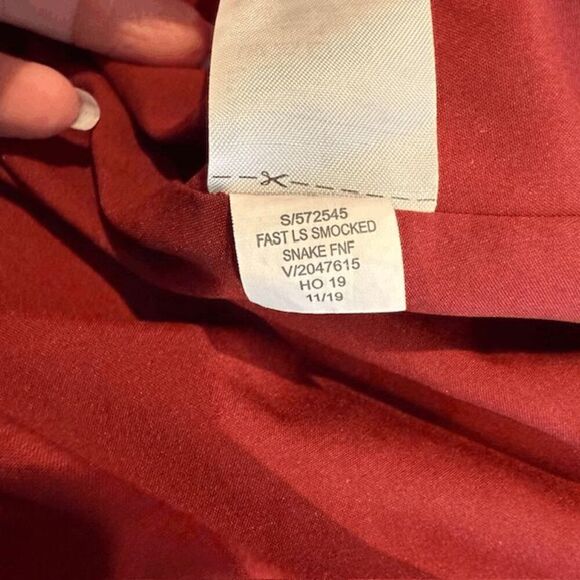 S/572545
FAST LS SMOCKED
SNAKE FNF
V/2047615
HO 19
11/19